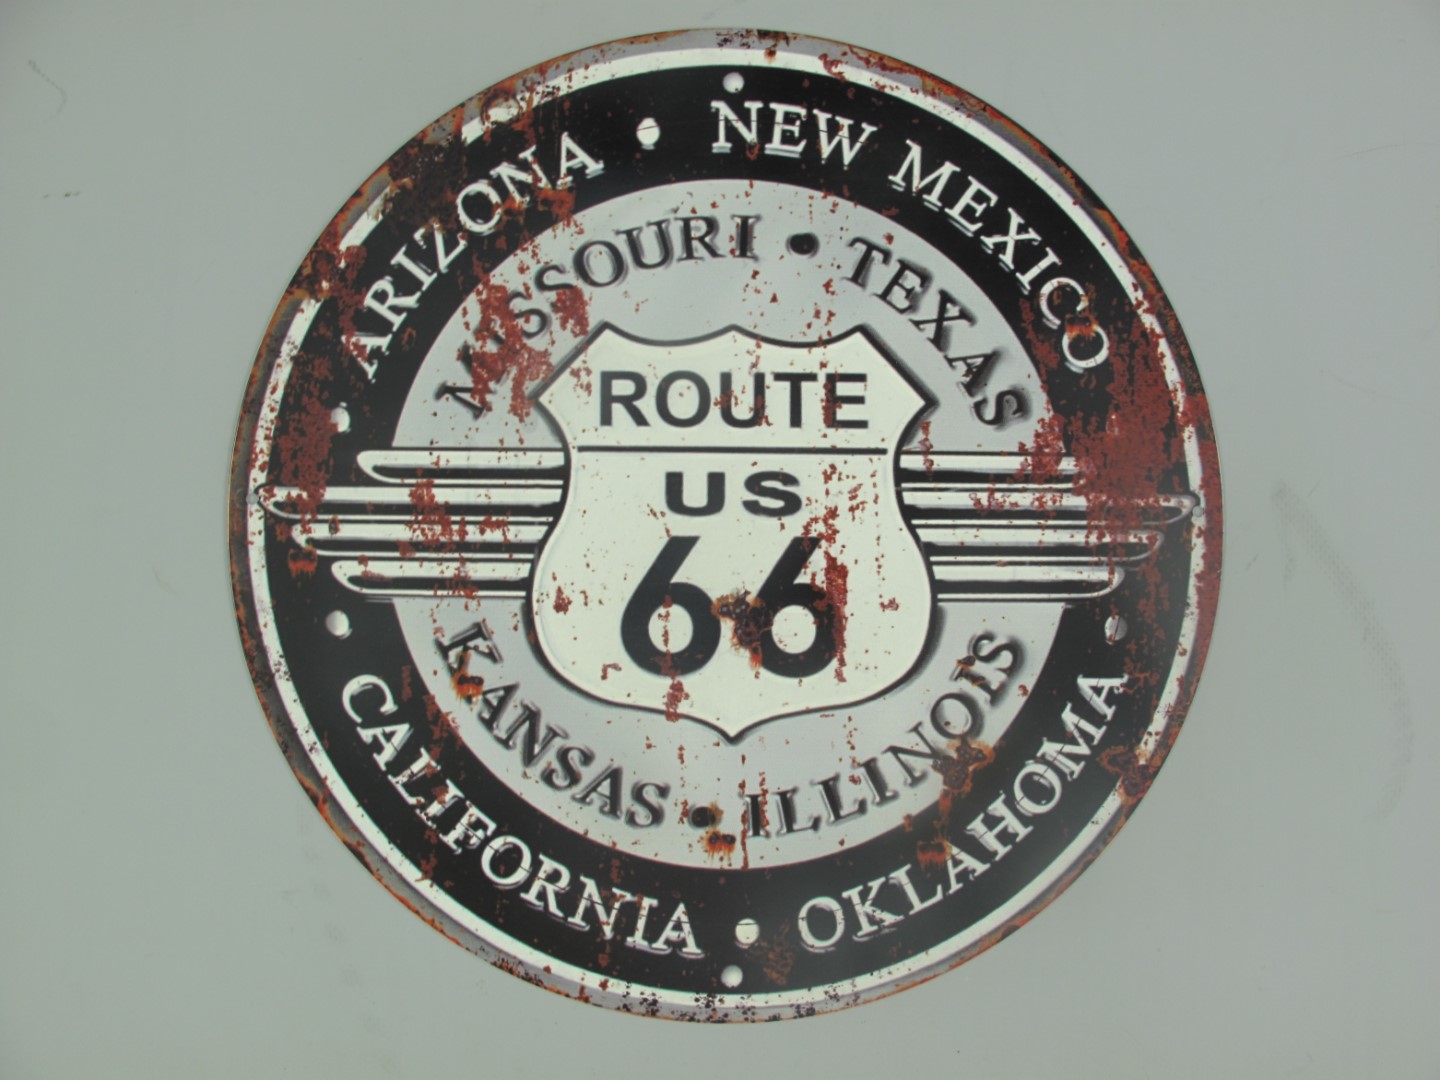 ARIZONA • NEW MEXICO
MISSOURI • TEXAS
ROUTE
US
66
KANSAS • ILLINOIS
CALIFORNIA • OKLAHOMA